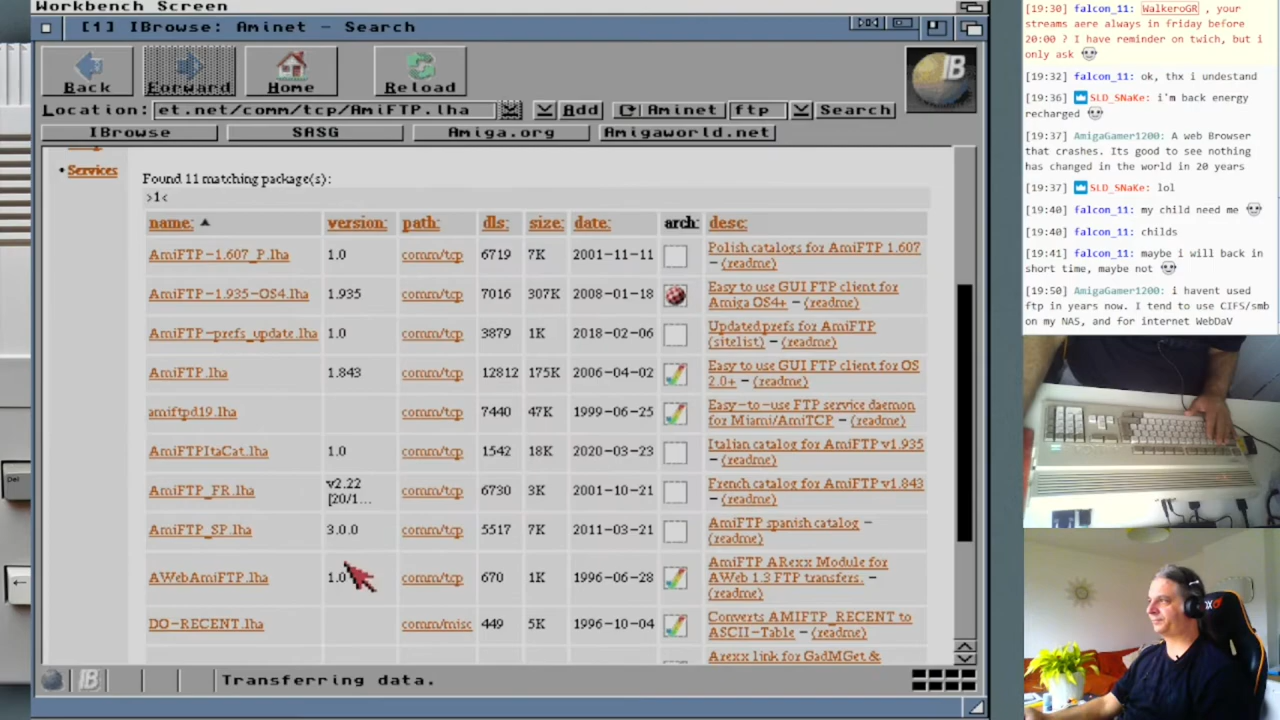 Workbench Screen
[1] IBrowse: Aminet - Search
Back
Forward
Home
Reload
IB
Location: et.net/comm/tcp/AmiFTP.lha Add Aminet ftp Search
IBrowse SASG Amiga.org Amigaworld.net
Services
Found 11 matching package(s):
>1<
name: version: path: dls: size: date: arch: desc:
AmiFTP-1.607_P.lha 1.0 comm/tcp 6719 7K 2001-11-11 Polish catalogs for AmiFTP 1.607
- (readme)
AmiFTP-1.935-OS4.lha 1.935 comm/tcp 7016 307K 2008-01-18 Easy to use GUI FTP client for
Amiga OS4+ - (readme)
AmiFTP-prefs_update.lha 1.0 comm/tcp 3879 1K 2018-02-06 Updated prefs for AmiFTP
(sitelist) - (readme)
AmiFTP.lha 1.843 comm/tcp 12812 175K 2006-04-02 Easy to use GUI FTP client for OS
2.0+ - (readme)
amiftpd19.lha comm/tcp 7440 47K 1999-06-25 Easy-to-use FTP service daemon
for Miami/AmiTCP - (readme)
AmiFTPItaCat.lha 1.0 comm/tcp 1542 18K 2020-03-23 Italian catalog for AmiFTP v1.935
- (readme)
AmiFTP_FR.lha v2.22 comm/tcp 6730 3K 2001-10-21 French catalog for AmiFTP v1.843
[20/1... - (readme)
AmiFTP_SP.lha 3.0.0 comm/tcp 5517 7K 2011-03-21 AmiFTP spanish catalog -
(readme)
AWebAmiFTP.lha 1.0 comm/tcp 670 1K 1996-06-28 AmiFTP ARexx Module for
AWeb 1.3 FTP transfers. -
(readme)
DO-RECENT.lha comm/misc 449 5K 1996-10-04 Converts AMIFTP_RECENT to
ASCII-Table - (readme)
Arexx link for GadMGet &
IB
Transferring data.
Del
[19:30] falcon_11: WalkeroGR , your
streams aere always in friday before
20:00 ? I have reminder on twich, but i
only ask
[19:32] falcon_11: ok, thx i undestand
[19:36] SLD_SNaKe: i'm back energy
recharged
[19:37] AmigaGamer1200: A web Browser
that crashes. Its good to see nothing
has changed in the world in 20 years
[19:37] SLD_SNaKe: lol
[19:40] falcon_11: my child need me
[19:40] falcon_11: childs
[19:41] falcon_11: maybe i will back in
short time, maybe not
[19:50] AmigaGamer1200: i havent used
ftp in years now. I tend to use CIFS/smb
on my NAS, and for internet WebDaV